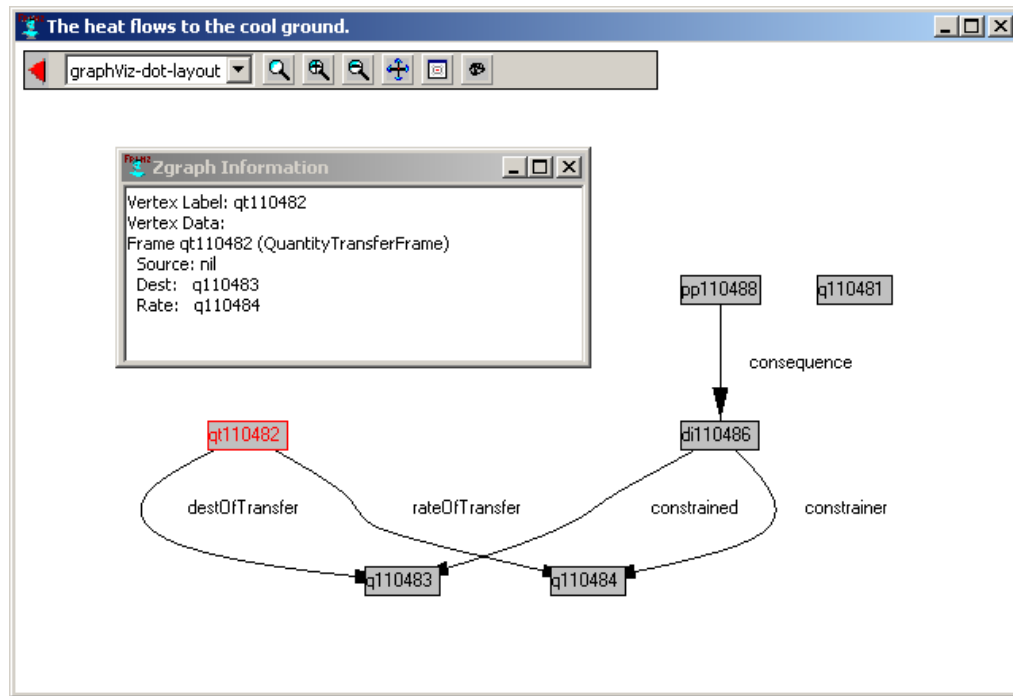 The heat flows to the cool ground.
graphViz-dot-layout
Franz
Zgraph Information
Vertex Label: qt110482
Vertex Data:
Frame qt110482 (QuantityTransferFrame)
Source: nil
Dest: q110483
Rate: q110484
pp110488
q110481
consequence
qt110482
di110486
destOfTransfer
rateOfTransfer
constrained
constrainer
q110483
q110484